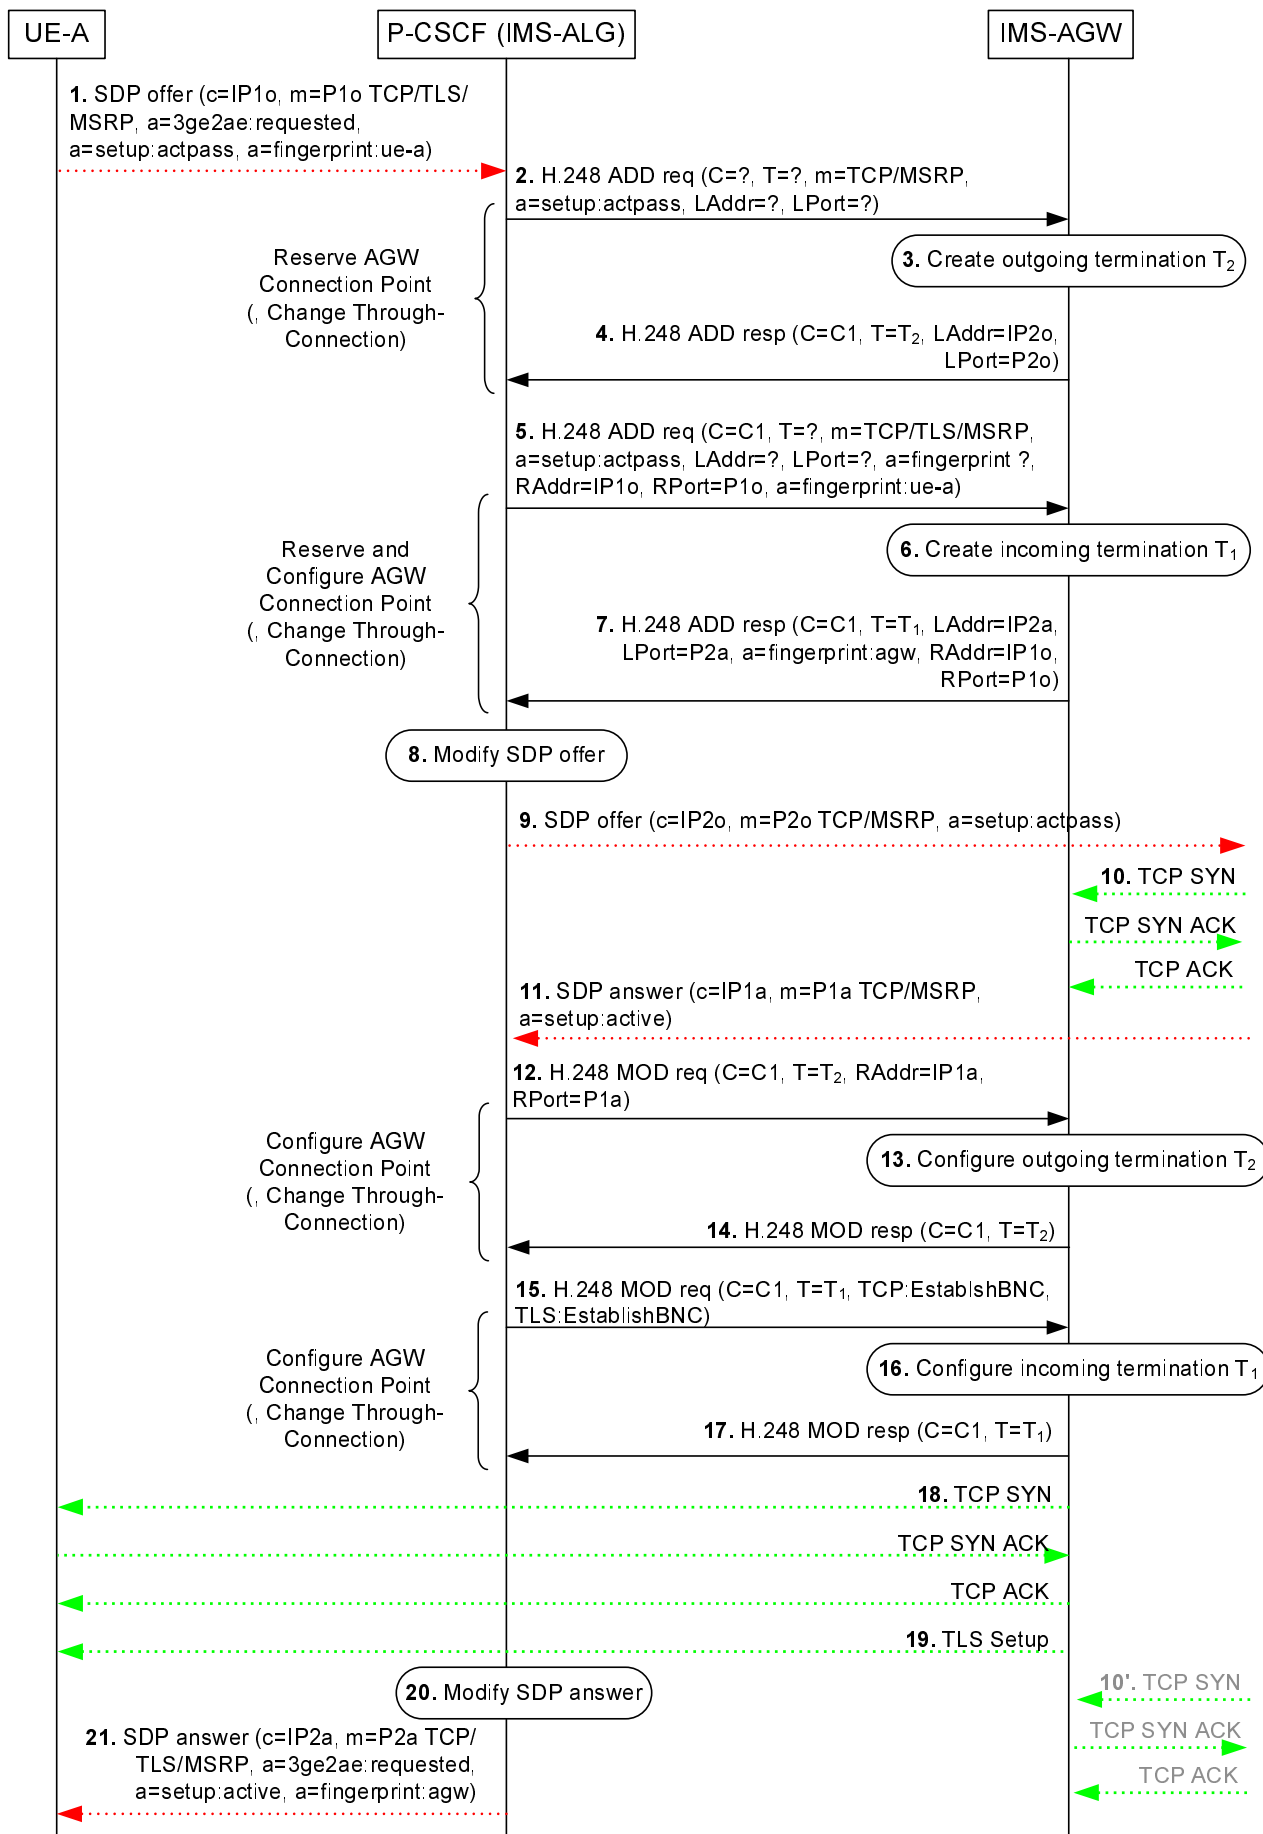 UE-A
P-CSCF (IMS-ALG)
IMS-AGW
1. SDP offer (c=IP1o, m=P1o TCP/TLS/
MSRP, a=3ge2ae:requested,
a=setup:actpass, a=fingerprint:ue-a)
2. H.248 ADD req (C=?, T=?, m=TCP/MSRP,
a=setup:actpass, LAddr=?, LPort=?)
Reserve AGW
Connection Point
(, Change Through-
Connection)
3. Create outgoing termination T2
4. H.248 ADD resp (C=C1, T=T2, LAddr=IP2o,
LPort=P2o)
5. H.248 ADD req (C=C1, T=?, m=TCP/TLS/MSRP,
a=setup:actpass, LAddr=?, LPort=?, a=fingerprint ?,
RAddr=IP1o, RPort=P1o, a=fingerprint:ue-a)
Reserve and
Configure AGW
Connection Point
(, Change Through-
Connection)
6. Create incoming termination T1
7. H.248 ADD resp (C=C1, T=T1, LAddr=IP2a,
LPort=P2a, a=fingerprint:agw, RAddr=IP1o,
RPort=P1o)
8. Modify SDP offer
9. SDP offer (c=IP2o, m=P2o TCP/MSRP, a=setup:actpass)
10. TCP SYN
TCP SYN ACK
TCP ACK
11. SDP answer (c=IP1a, m=P1a TCP/MSRP,
a=setup:active)
12. H.248 MOD req (C=C1, T=T2, RAddr=IP1a,
RPort=P1a)
Configure AGW
Connection Point
(, Change Through-
Connection)
13. Configure outgoing termination T2
14. H.248 MOD resp (C=C1, T=T2)
15. H.248 MOD req (C=C1, T=T1, TCP:EstablshBNC,
TLS:EstablishBNC)
Configure AGW
Connection Point
(, Change Through-
Connection)
16. Configure incoming termination T1
17. H.248 MOD resp (C=C1, T=T1)
18. TCP SYN
TCP SYN ACK
TCP ACK
19. TLS Setup
20. Modify SDP answer
10'. TCP SYN
TCP SYN ACK
TCP ACK
21. SDP answer (c=IP2a, m=P2a TCP/
TLS/MSRP, a=3ge2ae:requested,
a=setup:active, a=fingerprint:agw)